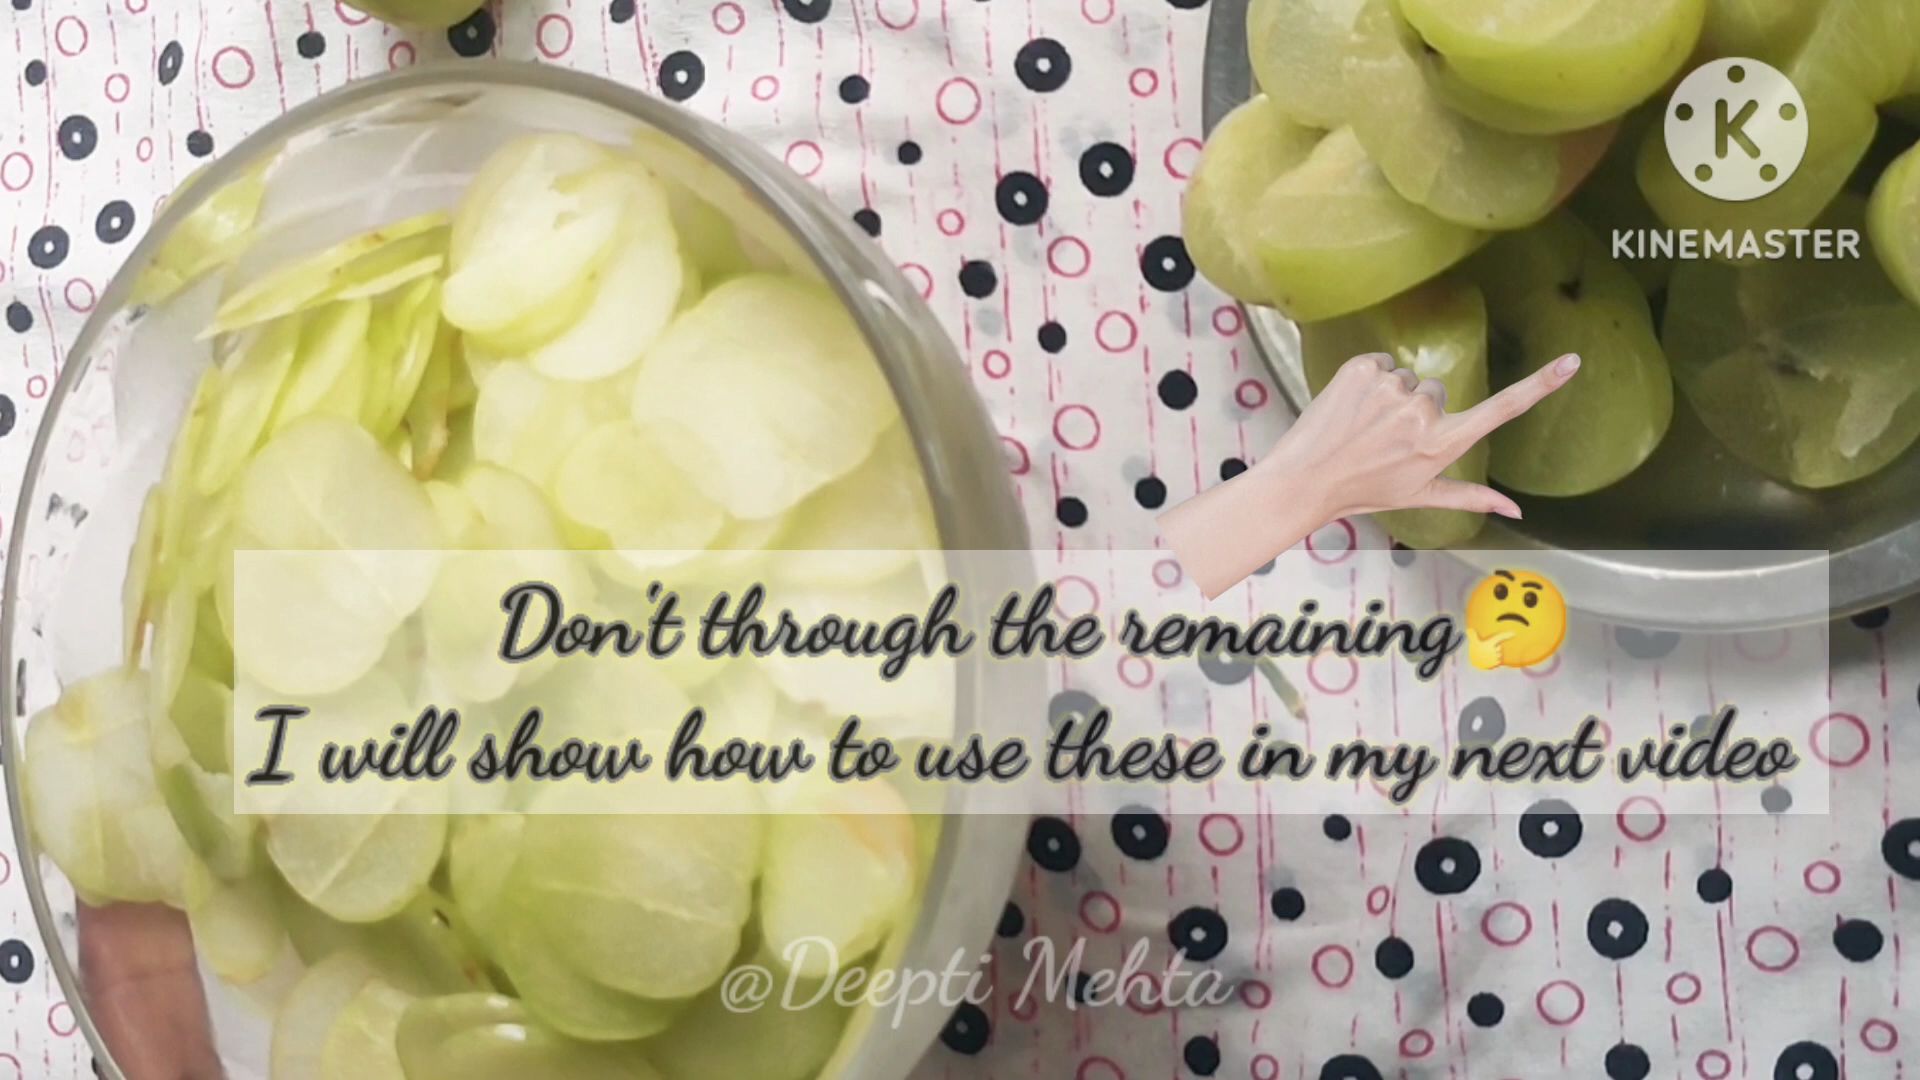 K
KINEMASTER
Don't through the remaining🤔
I will show how to use these in my next video
@Deepti Mehta